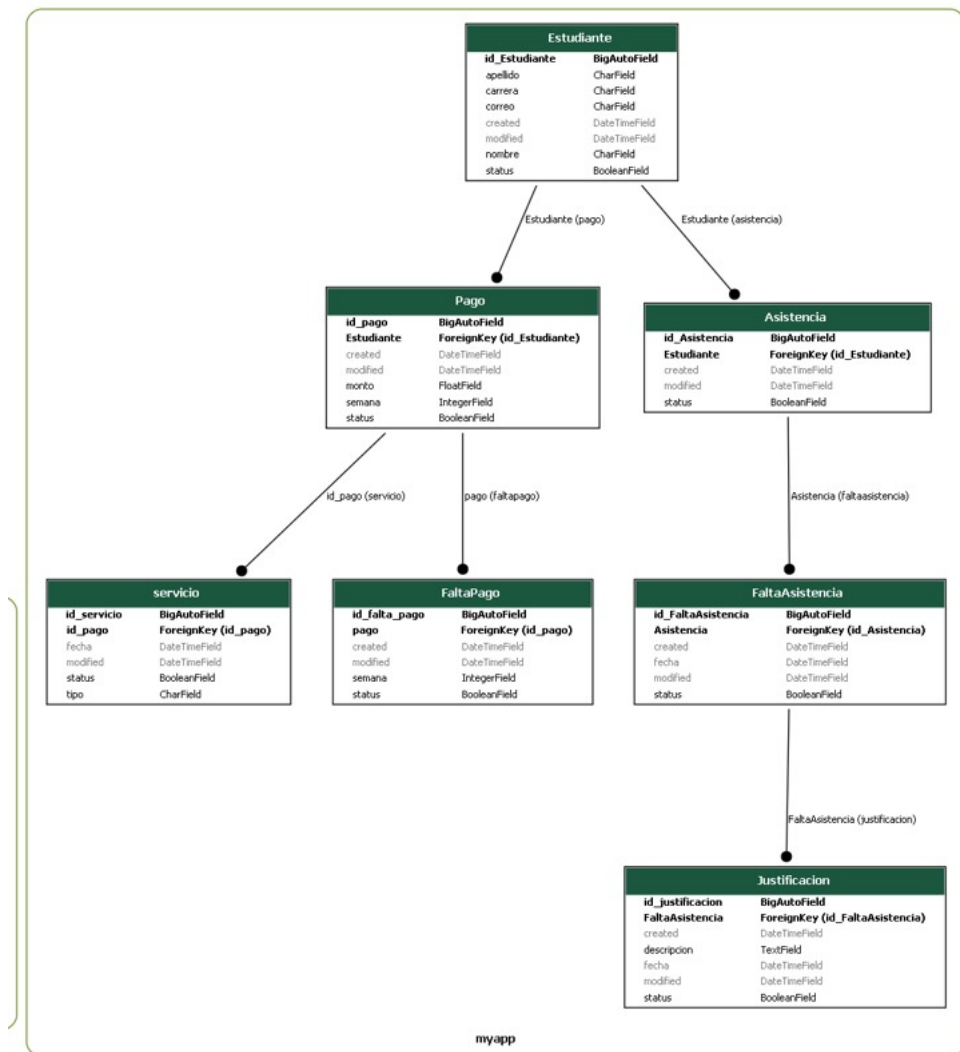 Estudiante
id_Estudiante BigAutoField
apellido CharField
carrera CharField
correo CharField
created DateTimeField
modified DateTimeField
nombre CharField
status BooleanField
Estudiante (pago)
Estudiante (asistencia)
Pago
id_pago BigAutoField
Estudiante ForeignKey (id_Estudiante)
created DateTimeField
modified DateTimeField
monto FloatField
semana IntegerField
status BooleanField
Asistencia
id_Asistencia BigAutoField
Estudiante ForeignKey (id_Estudiante)
created DateTimeField
modified DateTimeField
status BooleanField
id_pago (servicio)
pago (faltapago)
Asistencia (faltaasistencia)
servicio
id_servicio BigAutoField
id_pago ForeignKey (id_pago)
fecha DateTimeField
modified DateTimeField
status BooleanField
tipo CharField
FaltaPago
id_falta_pago BigAutoField
pago ForeignKey (id_pago)
created DateTimeField
modified DateTimeField
semana IntegerField
status BooleanField
FaltaAsistencia
id_FaltaAsistencia BigAutoField
Asistencia ForeignKey (id_Asistencia)
created DateTimeField
fecha DateTimeField
modified DateTimeField
status BooleanField
FaltaAsistencia (justificacion)
Justificacion
id_justificacion BigAutoField
FaltaAsistencia ForeignKey (id_FaltaAsistencia)
created DateTimeField
descripcion TextField
fecha DateTimeField
modified DateTimeField
status BooleanField
myapp